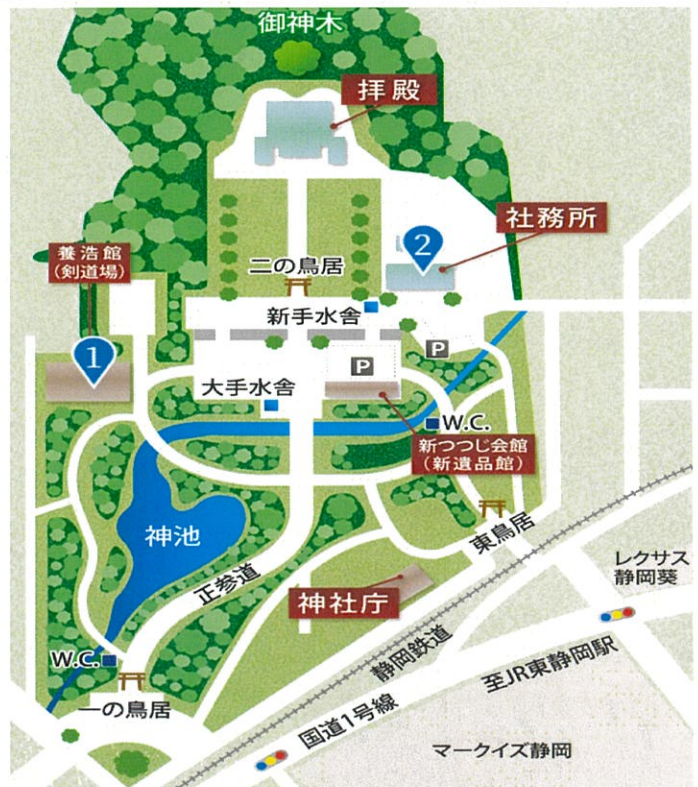 御神木
拝殿
社務所
2
養浩館
(剣道場)
二の鳥居
新手水舎
1
P
P
大手水舎
W.C.
新つつじ会館
(新遺品館)
神池
東鳥居
正参道
レクサス
静岡葵
神社庁
静岡鉄道
W.C.
至JR東静岡駅
一の鳥居
国道1号線
マークイズ静岡